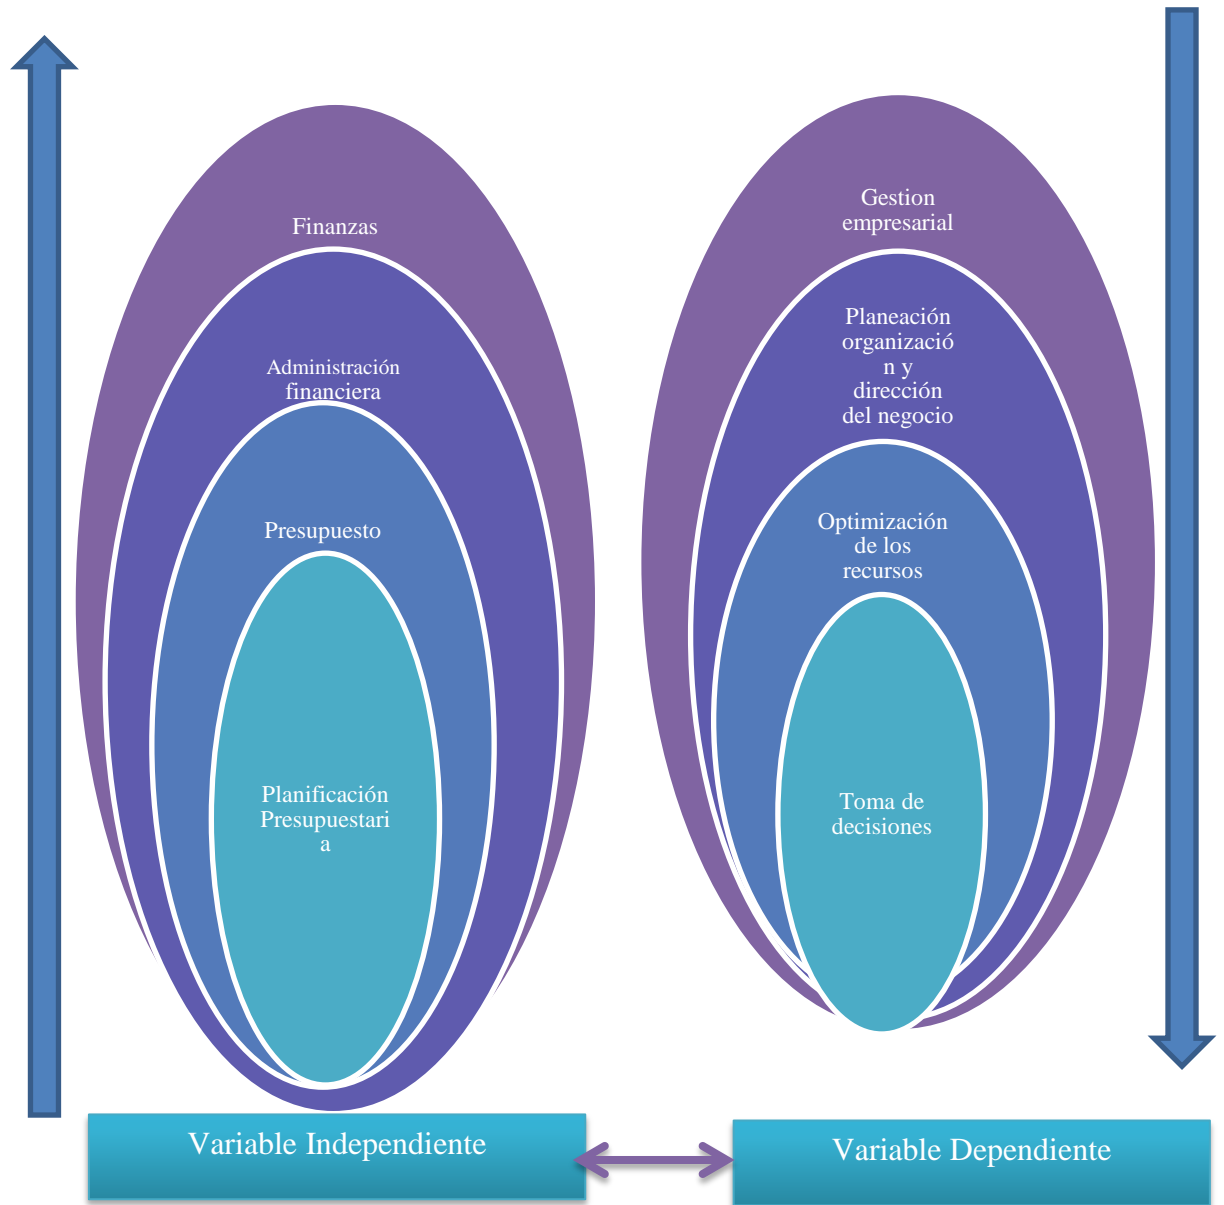 Finanzas
Administración
financiera
Presupuesto
Planificación
Presupuestari
a
Gestion
empresarial
Planeación
organizació
n y
dirección
del negocio
Optimización
de los
recursos
Toma de
decisiones
Variable Independiente
Variable Dependiente